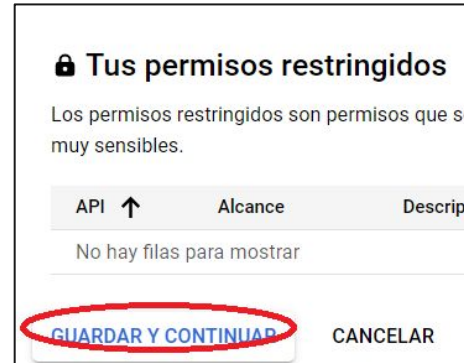 Tus permisos restringidos
Los permisos restringidos son permisos que
muy sensibles.
API Alcance Descrip
No hay filas para mostrar
GUARDAR Y CONTINUAR CANCELAR